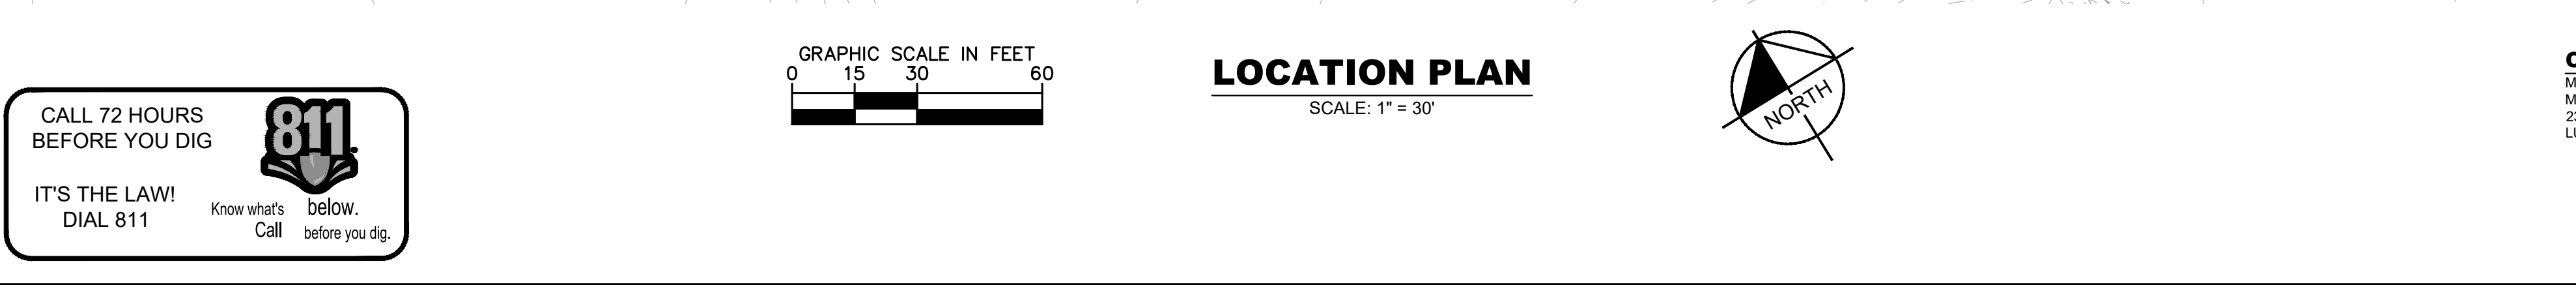 CALL 72 HOURS
BEFORE YOU DIG
IT'S THE LAW!
DIAL 811
811.
Know what's below.
Call before you dig.
GRAPHIC SCALE IN FEET
0 15 30 60
LOCATION PLAN
SCALE: 1" = 30'
NORTH